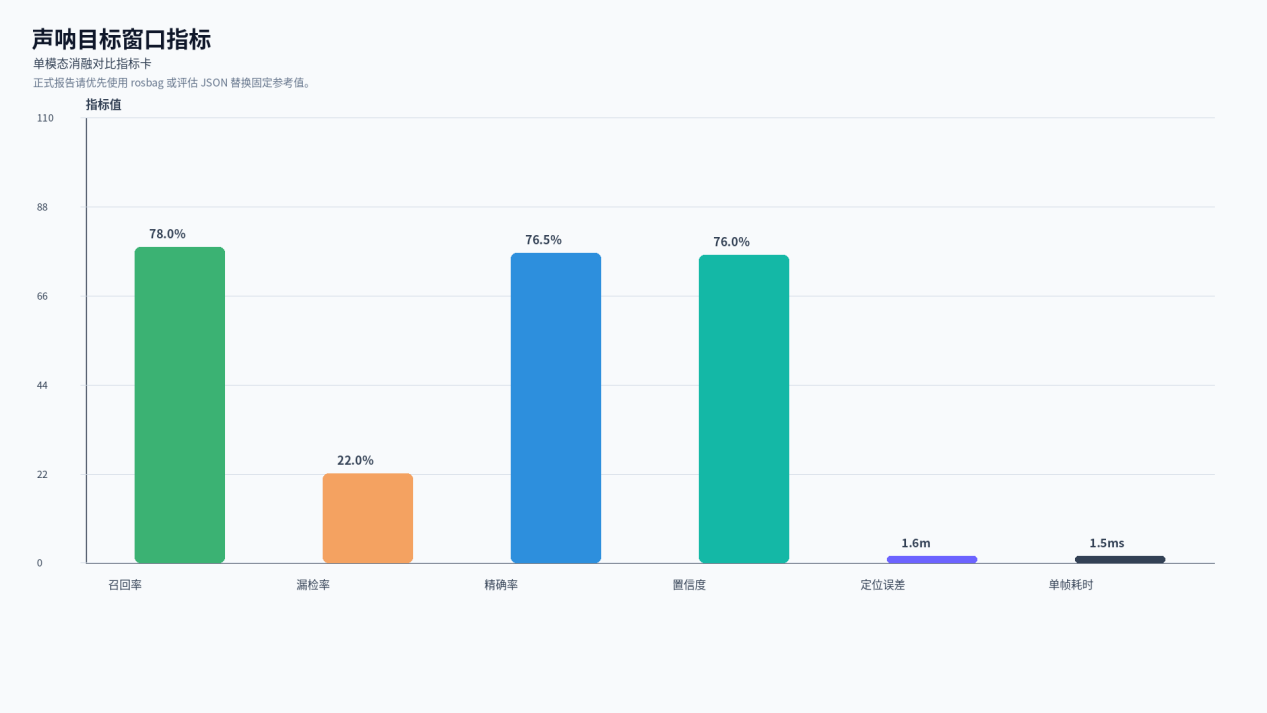 声呐目标窗口指标
单模态消融对比指标卡
正式报告请优先使用 rosbag 或评估 JSON 替换固定参考值。
指标值
110
88
66
44
22
0
78.0%
22.0%
76.5%
76.0%
1.6m
1.5ms
召回率
漏检率
精确率
置信度
定位误差
单帧耗时